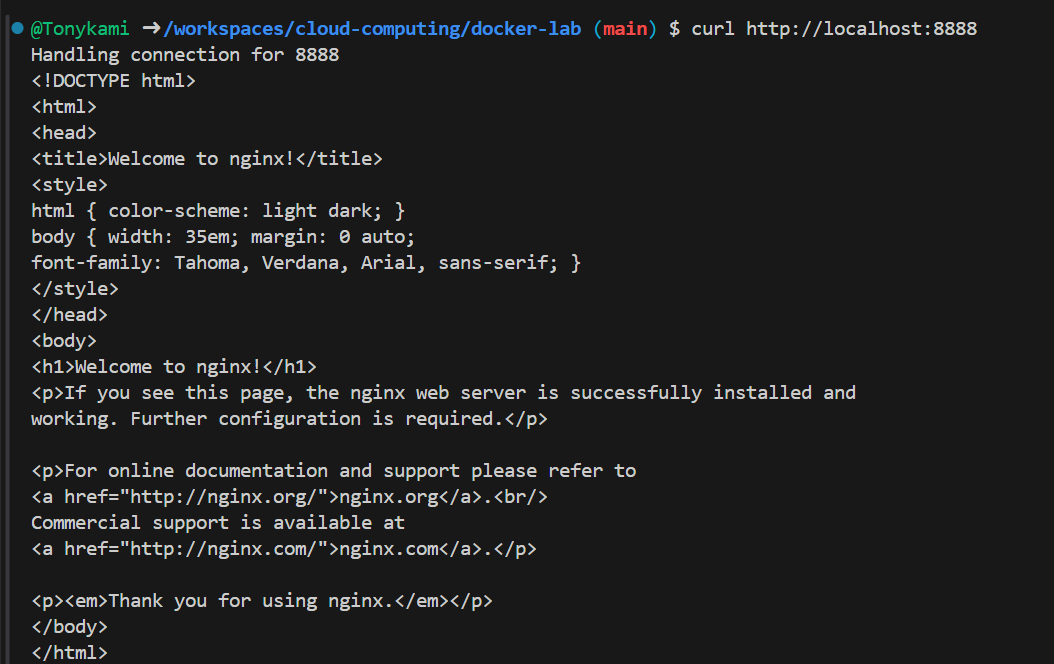 @Tonykami ➜/workspaces/cloud-computing/docker-lab (main) $ curl http://localhost:8888
Handling connection for 8888
<!DOCTYPE html>
<html>
<head>
<title>Welcome to nginx!</title>
<style>
html { color-scheme: light dark; }
body { width: 35em; margin: 0 auto;
font-family: Tahoma, Verdana, Arial, sans-serif; }
</style>
</head>
<body>
<h1>Welcome to nginx!</h1>
<p>If you see this page, the nginx web server is successfully installed and
working. Further configuration is required.</p>

<p>For online documentation and support please refer to
<a href="http://nginx.org/">nginx.org</a>.<br/>
Commercial support is available at
<a href="http://nginx.com/">nginx.com</a>.</p>

<p><em>Thank you for using nginx.</em></p>
</body>
</html>